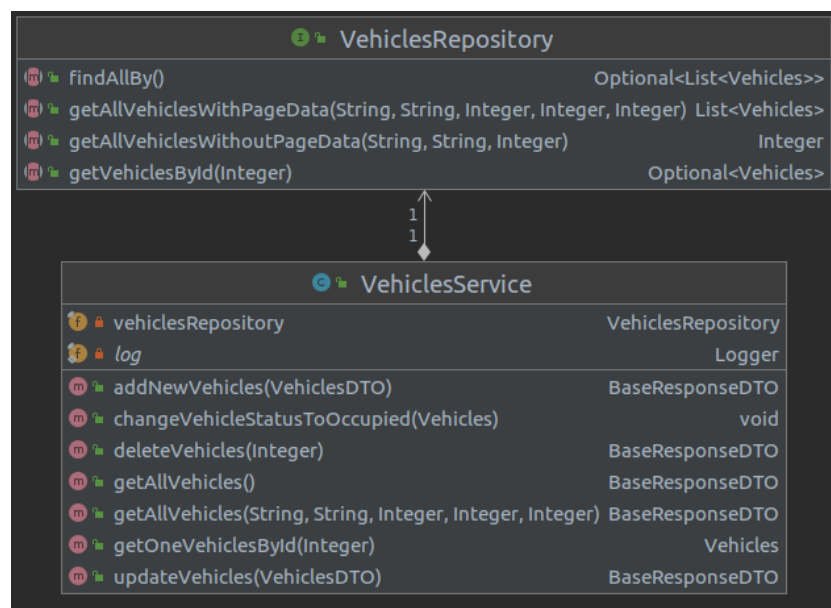 VehiclesRepository
findAllBy() Optional<List<Vehicles>>
getAllVehiclesWithPageData(String, String, Integer, Integer, Integer) List<Vehicles>
getAllVehiclesWithoutPageData(String, String, Integer) Integer
getVehiclesById(Integer) Optional<Vehicles>
1
1
VehiclesService
vehiclesRepository VehiclesRepository
log Logger
addNewVehicles(VehiclesDTO) BaseResponseDTO
changeVehicleStatusToOccupied(Vehicles) void
deleteVehicles(Integer) BaseResponseDTO
getAllVehicles() BaseResponseDTO
getAllVehicles(String, String, Integer, Integer, Integer) BaseResponseDTO
getOneVehiclesById(Integer) Vehicles
updateVehicles(VehiclesDTO) BaseResponseDTO